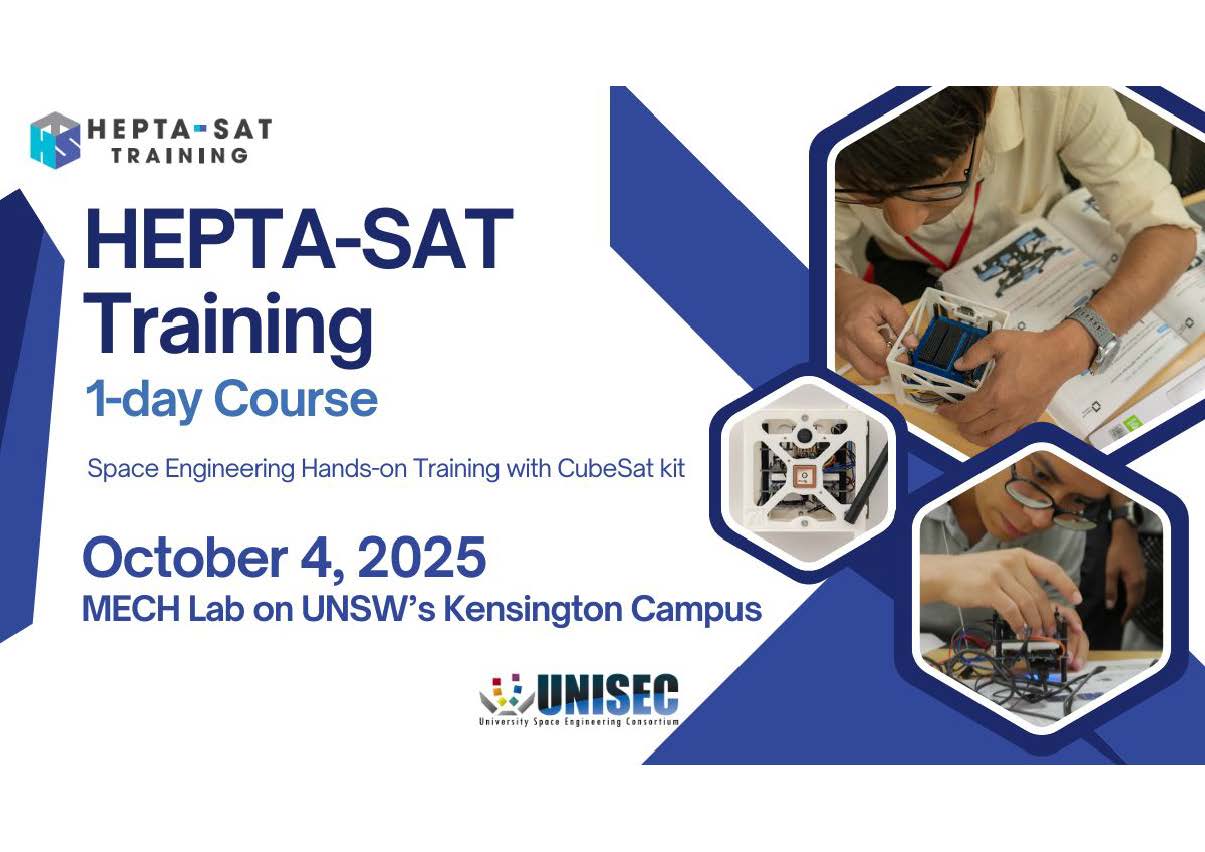 HTS
HEPTA-SAT
TRAINING
HEPTA-SAT
Training
1-day Course
Space Engineering Hands-on Training with CubeSat kit
October 4, 2025
MECH Lab on UNSW’s Kensington Campus
UNISEC
University Space Engineering Consortium